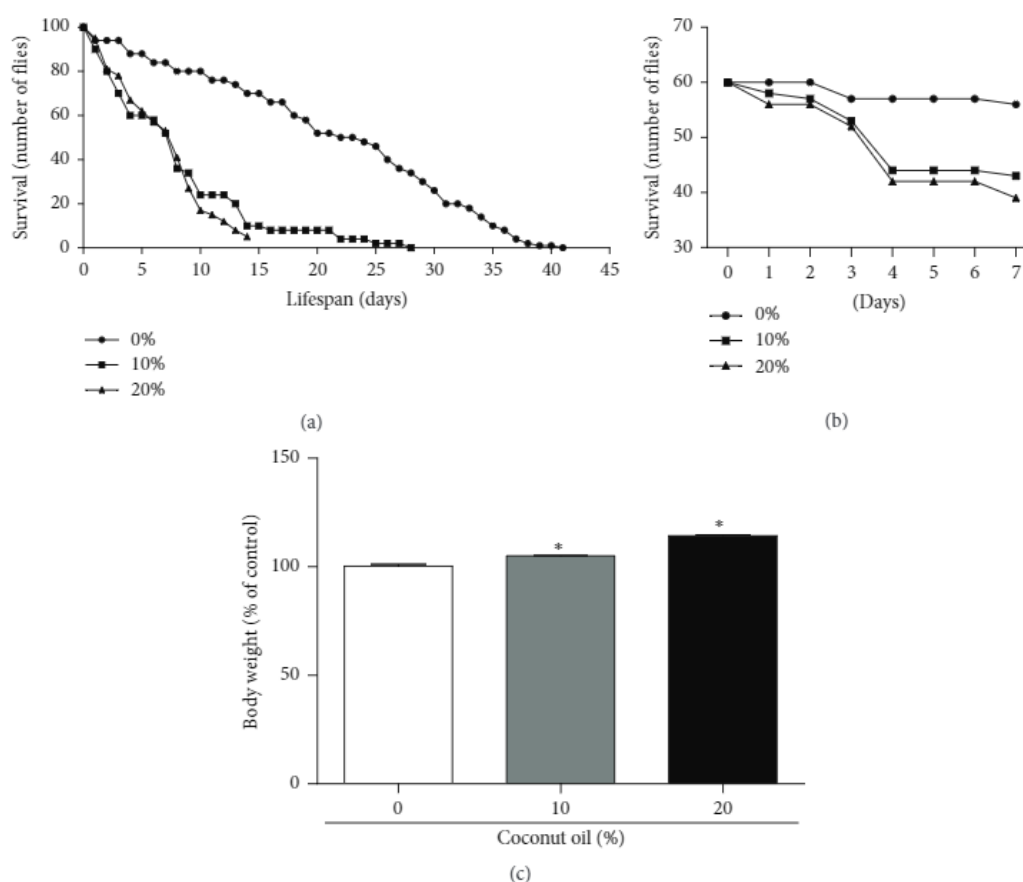 100
80
60
40
20
0
Survival (number of flies)
0 5 10 15 20 25 30 35 40 45
Lifespan (days)
0%
10%
20%
(a)
70
60
50
40
30
Survival (number of flies)
0 1 2 3 4 5 6 7
(Days)
0%
10%
20%
(b)
150
100
50
0
Body weight (% of control)
*
*
0 10 20
Coconut oil (%)
(c)